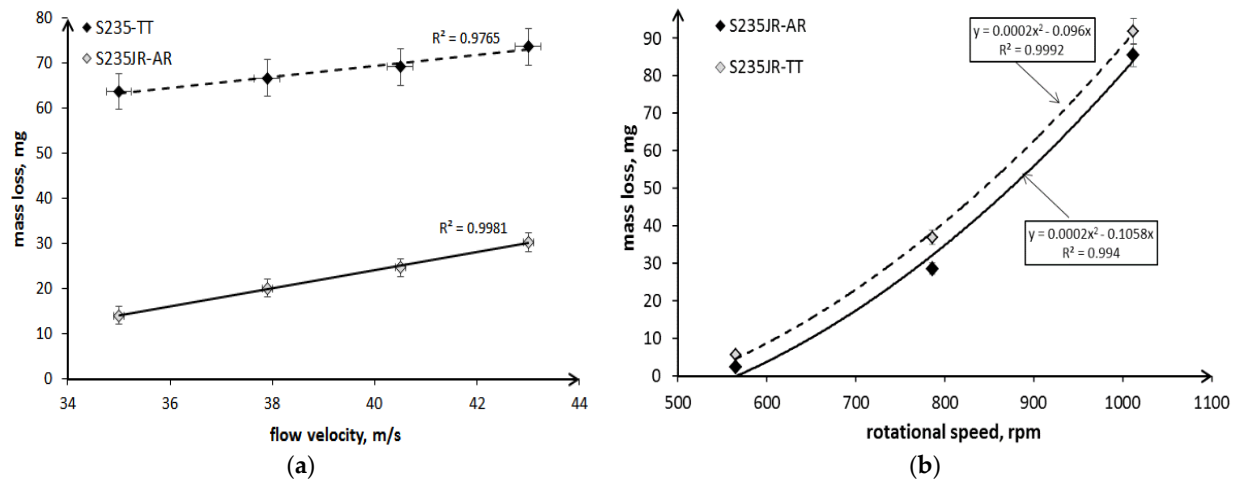 80
70
60
50
40
30
20
10
0
mass loss, mg
S235-TT
S235JR-AR
R² = 0.9765
R² = 0.9981
34 36 38 40 42 44
flow velocity, m/s
(a)
90
80
70
60
50
40
30
20
10
0
mass loss, mg
S235JR-AR
S235JR-TT
y = 0.0002x² - 0.096x
R² = 0.9992
y = 0.0002x² - 0.1058x
R² = 0.994
500 600 700 800 900 1000 1100
rotational speed, rpm
(b)